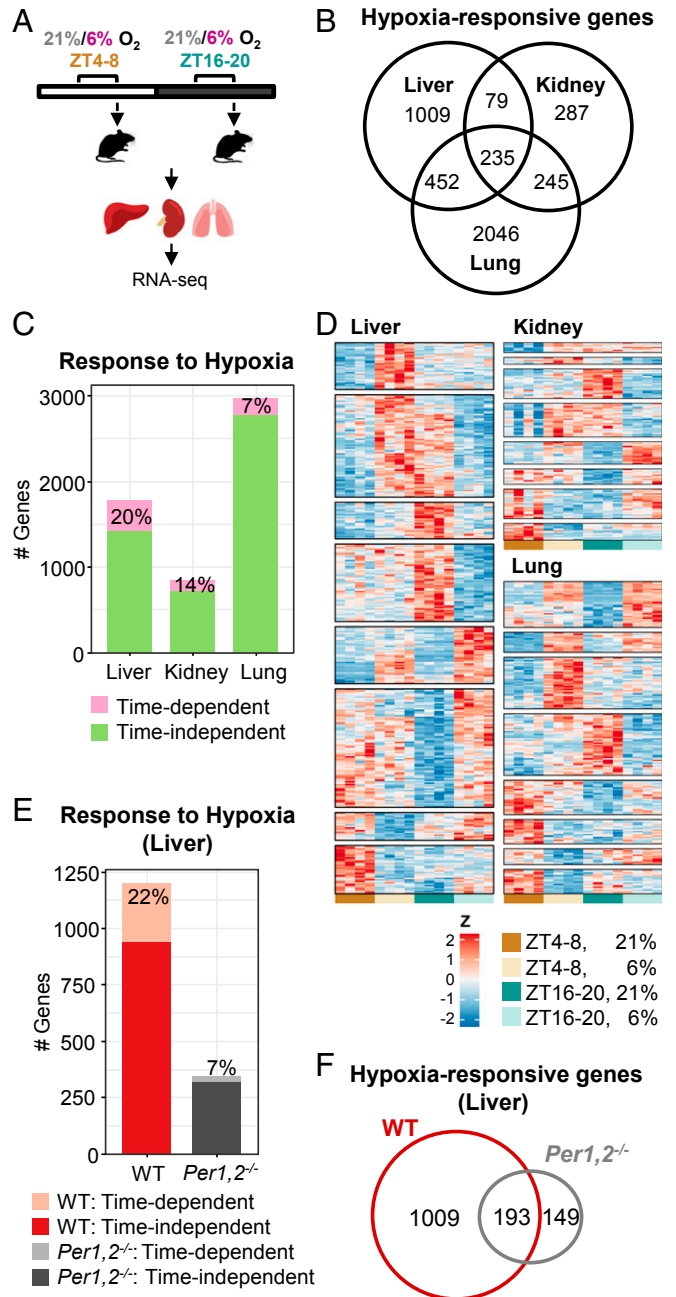 A
21%/6% O2 21%/6% O2
ZT4-8 ZT16-20
RNA-seq
B Hypoxia-responsive genes
Liver 79 Kidney
1009 287
235
452 245
2046
Lung
C
Response to Hypoxia
# Genes
3000
2000
1000
0
7%
20%
14%
Liver Kidney Lung
Time-dependent
Time-independent
D Liver Kidney
Lung
Z
2
1
0
-1
-2
ZT4-8, 21%
ZT4-8, 6%
ZT16-20, 21%
ZT16-20, 6%
E Response to Hypoxia
(Liver)
# Genes
1250
1000
750
500
250
0
22%
7%
WT Per1,2-/-
WT: Time-dependent
WT: Time-independent
Per1,2-/-: Time-dependent
Per1,2-/-: Time-independent
F Hypoxia-responsive genes
(Liver)
WT
Per1,2-/-
1009 193 149